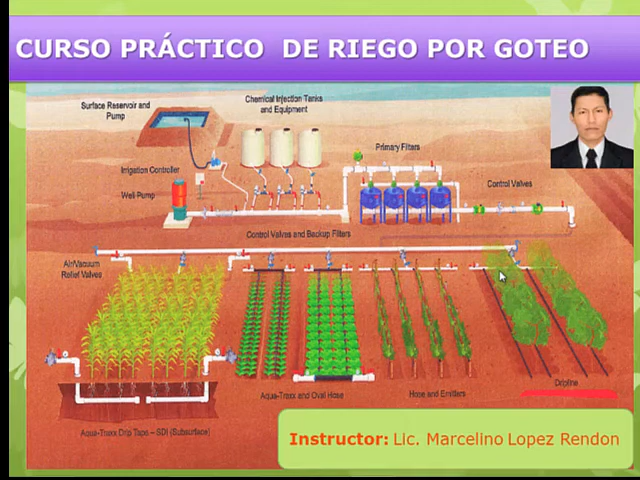 CURSO PRÁCTICO DE RIEGO POR GOTEO
Surface Reservoir and
Pump
Chemical Injection Tanks
and Equipment
Primary Filters
Irrigation Controller
Well Pump
Control Valves
Control Valves and Backup Filters
Air/Vacuum
Relief Valves
Aqua-Traxx and Oval Hose
Hose and Emitters
Dripline
Aqua-Traxx Drip Tape – SDI (Subsurface)
Instructor: Lic. Marcelino Lopez Rendon